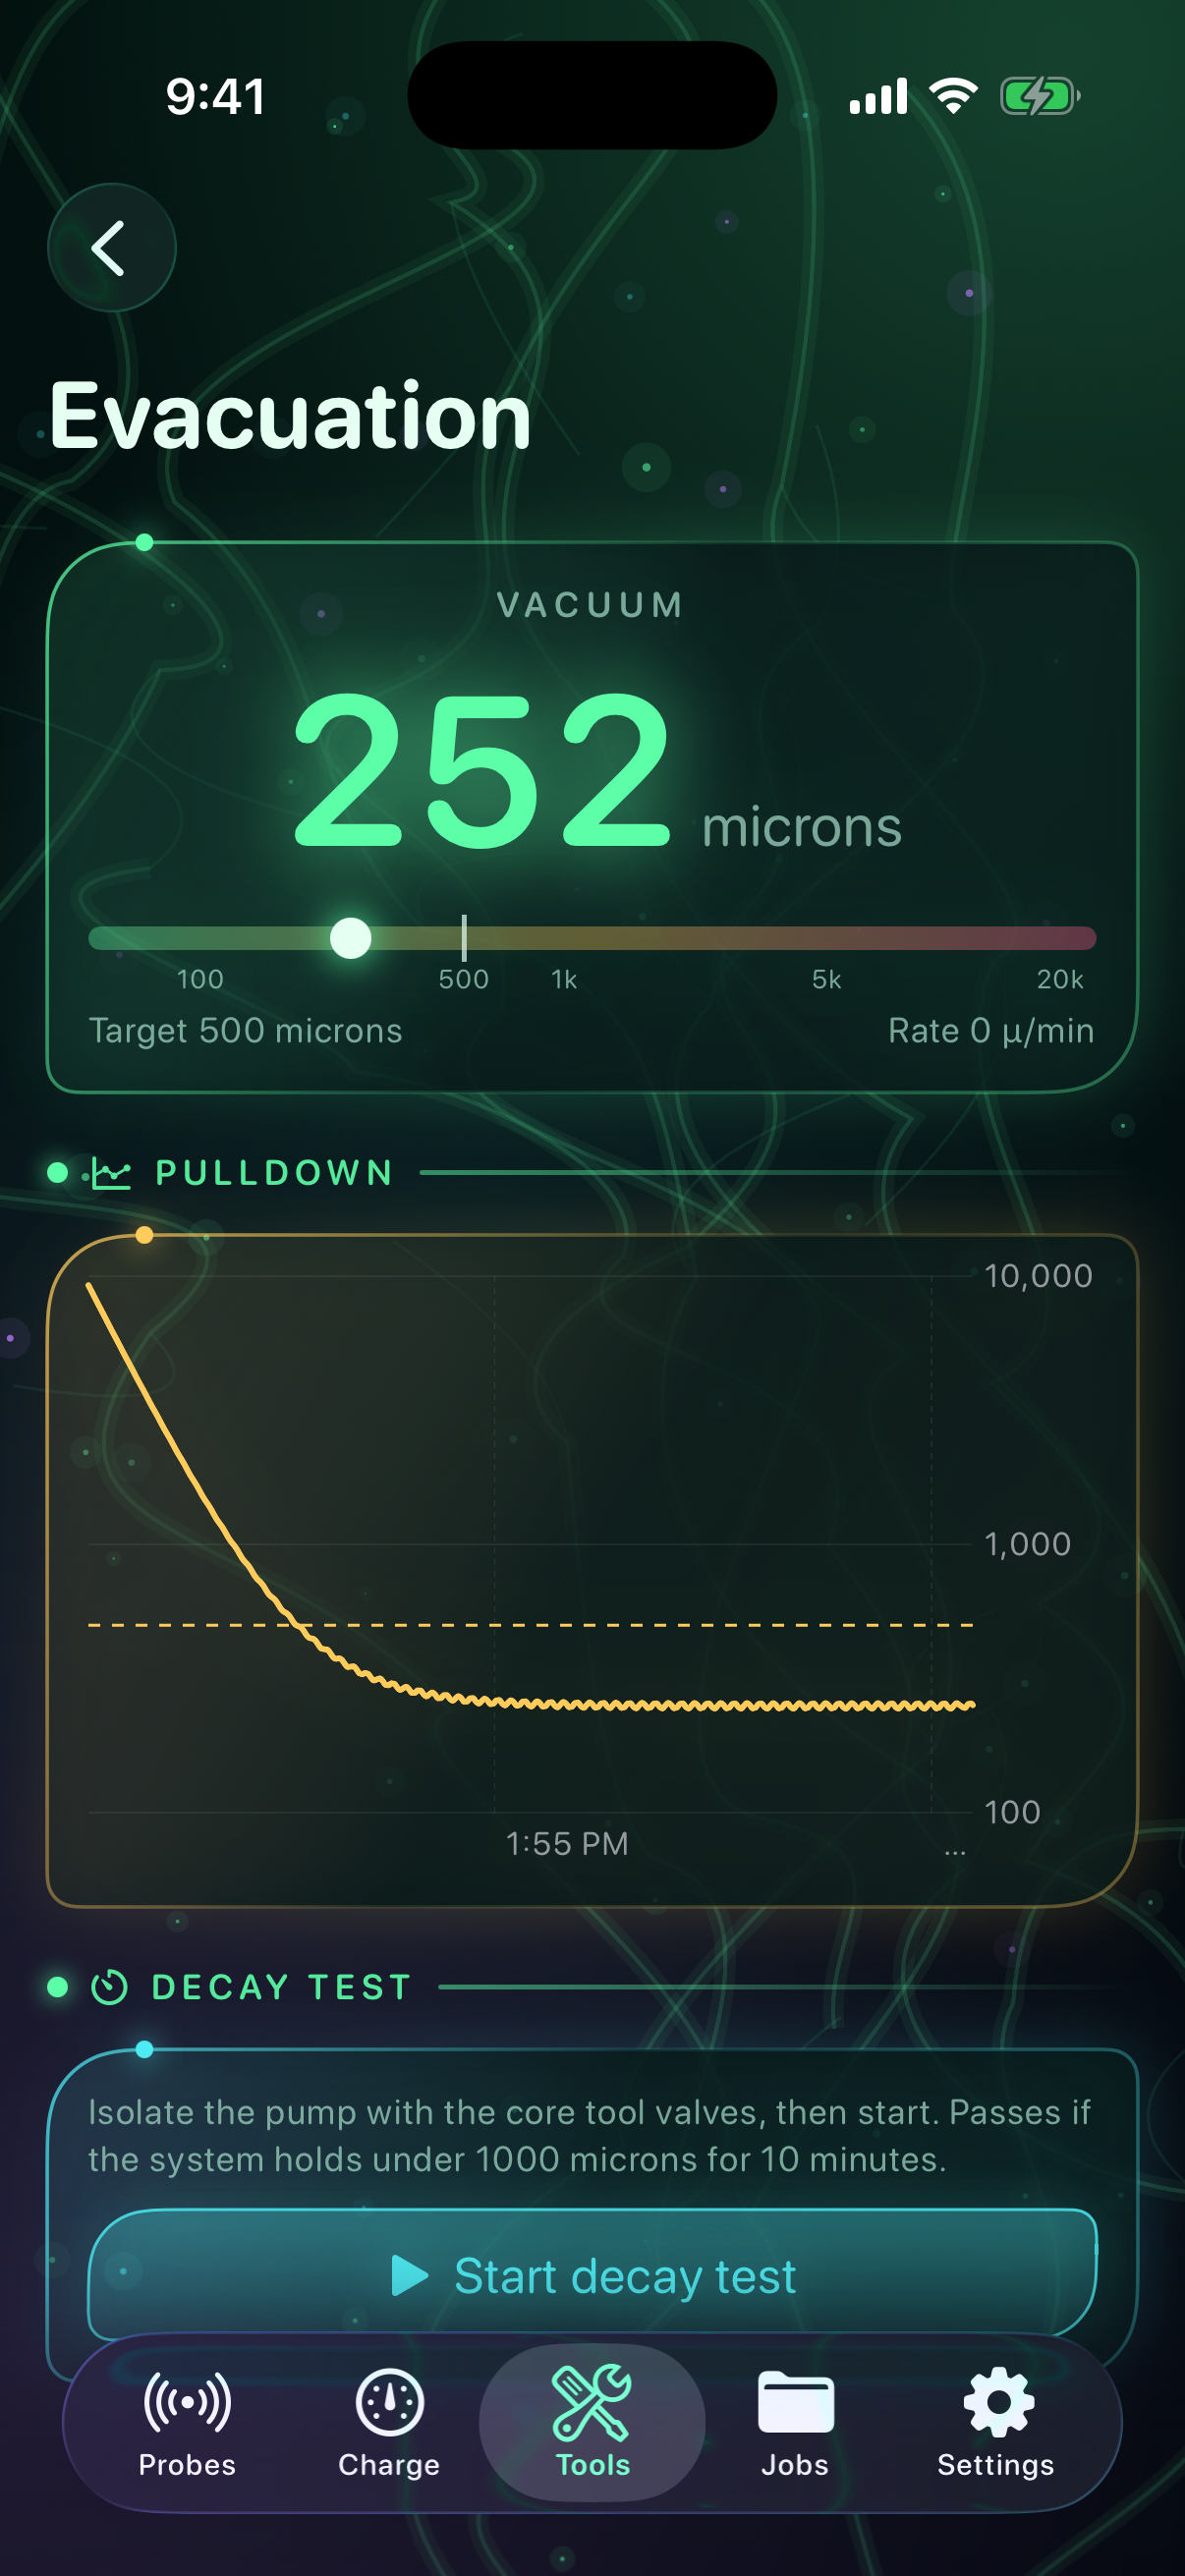 9:41
Evacuation
VACUUM
252 microns
100 500 1k 5k 20k
Target 500 microns Rate 0 µ/min
PULLDOWN
10,000
1,000
100
1:55 PM ...
DECAY TEST
Isolate the pump with the core tool valves, then start. Passes if
the system holds under 1000 microns for 10 minutes.
Start decay test
Probes Charge Tools Jobs Settings